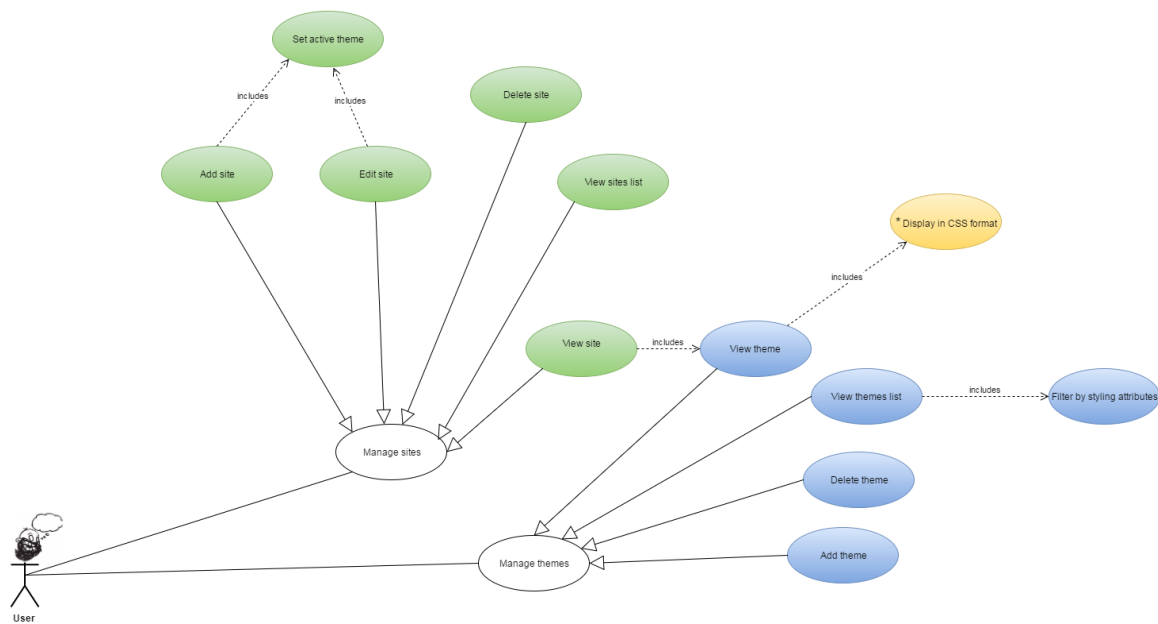 Set active theme
includes
includes
Delete site
Add site
Edit site
View sites list
* Display in CSS format
includes
View site
includes
View theme
View themes list
includes
Filter by styling attributes
Manage sites
Delete theme
Add theme
Manage themes
User